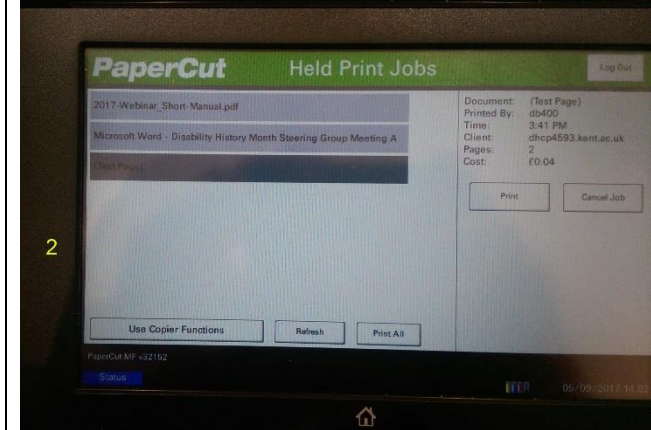 PaperCut Held Print Jobs Log Out
2017-Webinar_Short-Manual.pdf
Microsoft Word - Disability History Month Steering Group Meeting A
(Test Page)
Document: (Test Page)
Printed By: db400
Time: 3:41 PM
Client: dhcp4593.kent.ac.uk
Pages: 2
Cost: £0.04
Print Cancel Job
2
Use Copier Functions Refresh Print All
PaperCut MF v32152
Status
05/09/2017 14:02